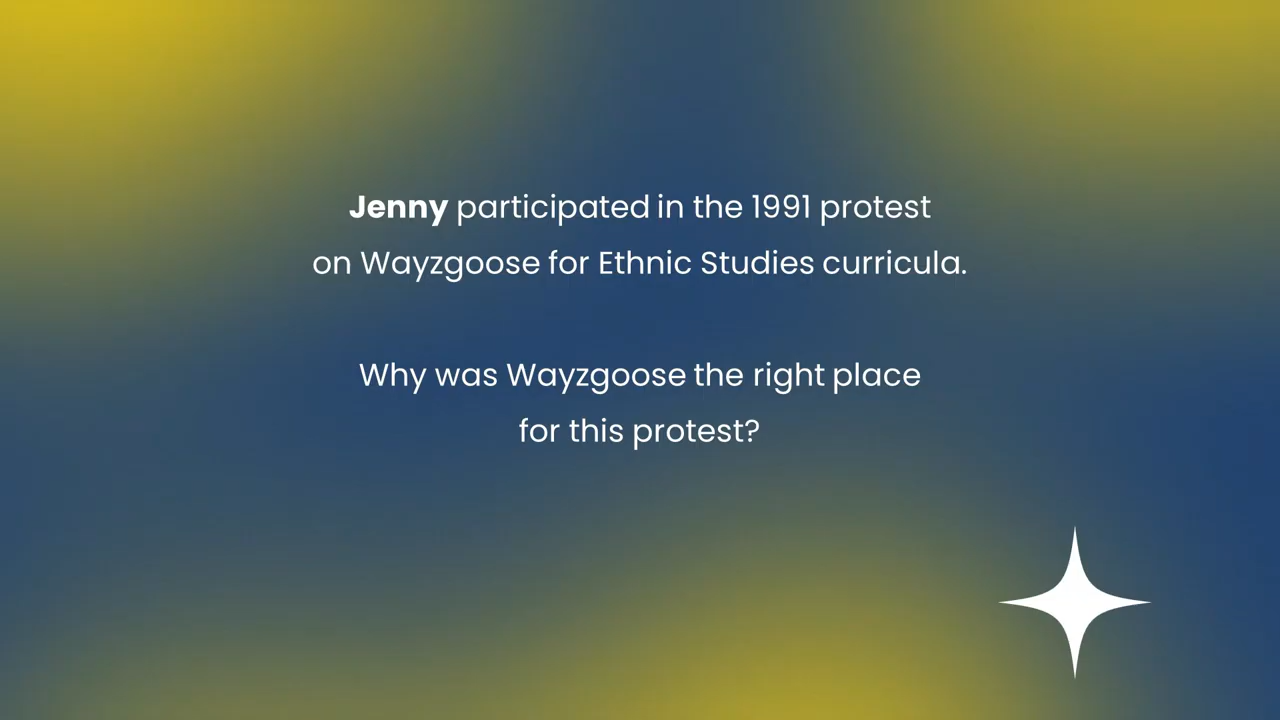 Jenny participated in the 1991 protest
on Wayzgoose for Ethnic Studies curricula.
Why was Wayzgoose the right place
for this protest?